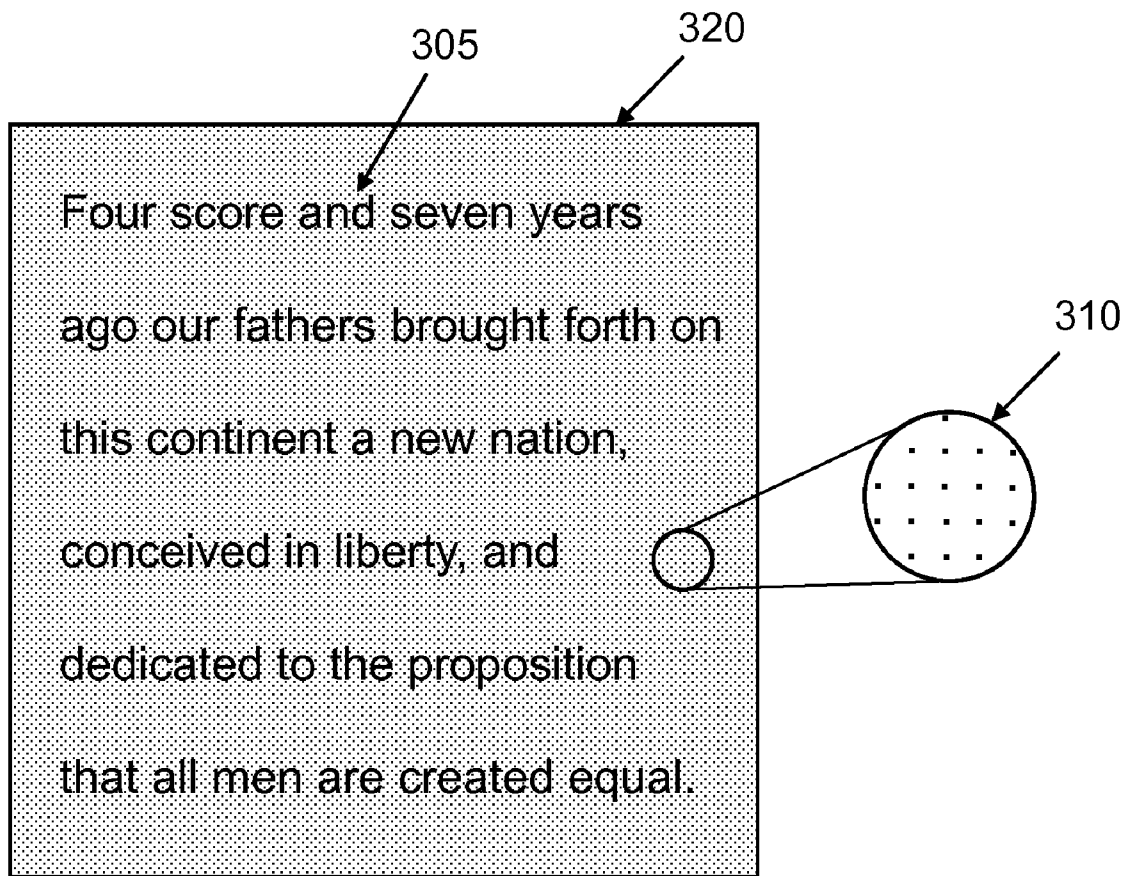 305
320
Four score and seven years
ago our fathers brought forth on
310
this continent a new nation,
conceived in liberty, and
dedicated to the proposition
that all men are created equal.